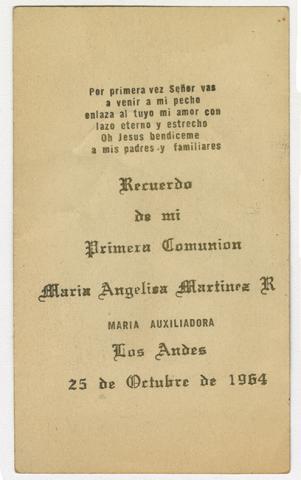 Por primera vez Señor vas
a venir a mi pecho
enlaza al tuyo mi amor con
lazo eterno y estrecho
Oh Jesus bendiceme
a mis padres y familiares
Recuerdo
de mi
Primera Comunion
Maria Angelisa Martinez R
MARIA AUXILIADORA
Los Andes
25 de Octubre de 1964